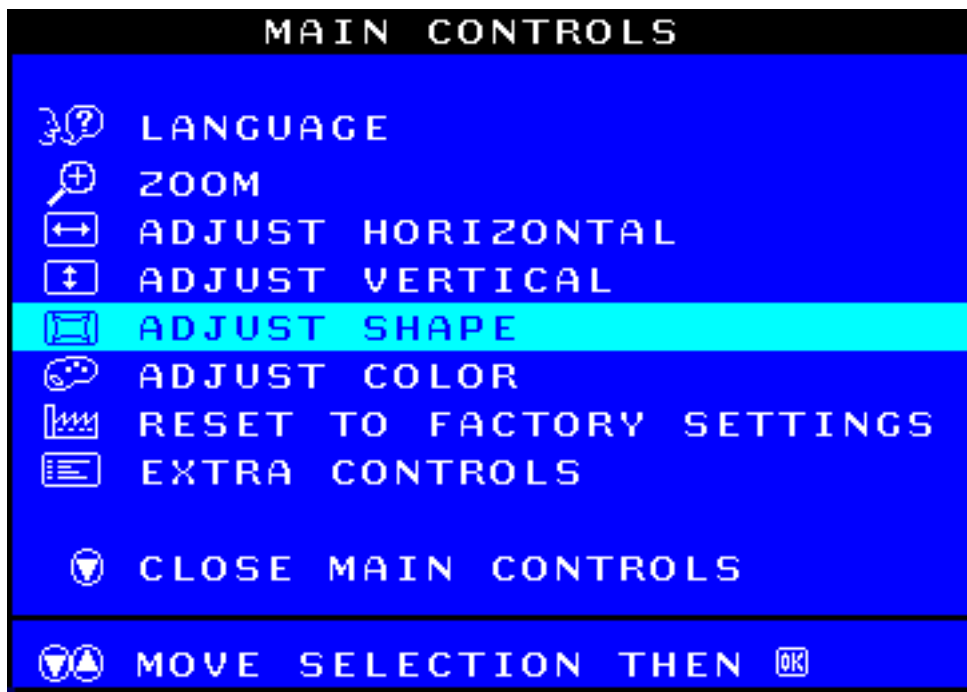 MAIN CONTROLS
LANGUAGE
ZOOM
ADJUST HORIZONTAL
ADJUST VERTICAL
ADJUST SHAPE
ADJUST COLOR
RESET TO FACTORY SETTINGS
EXTRA CONTROLS
CLOSE MAIN CONTROLS
MOVE SELECTION THEN OK